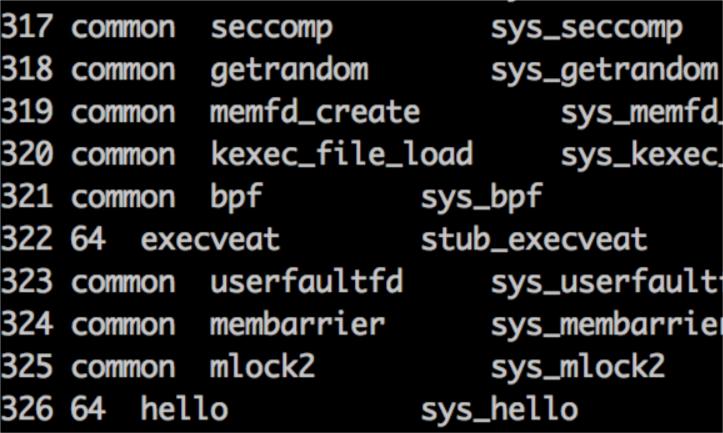 317 common seccomp sys_seccomp
318 common getrandom sys_getrandom
319 common memfd_create sys_memfd_
320 common kexec_file_load sys_kexec_
321 common bpf sys_bpf
322 64 execveat stub_execveat
323 common userfaultfd sys_userfault
324 common membarrier sys_membarrier
325 common mlock2 sys_mlock2
326 64 hello sys_hello